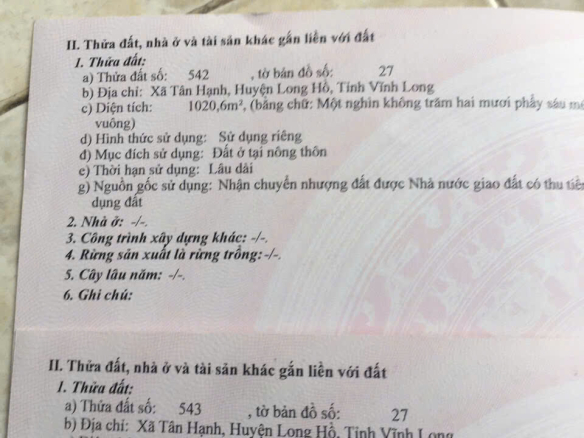 II. Thửa đất, nhà ở và tài sản khác gắn liền với đất
1. Thửa đất:
a) Thửa đất số: 542 , tờ bản đồ số: 27
b) Địa chỉ: Xã Tân Hạnh, Huyện Long Hồ, Tỉnh Vĩnh Long
c) Diện tích: 1020,6m², (bằng chữ: Một nghìn không trăm hai mươi phẩy sáu mé
vuông)
d) Hình thức sử dụng: Sử dụng riêng
đ) Mục đích sử dụng: Đất ở tại nông thôn
e) Thời hạn sử dụng: Lâu dài
g) Nguồn gốc sử dụng: Nhận chuyển nhượng đất được Nhà nước giao đất có thu tiền
dụng đất
2. Nhà ở: -/-.
3. Công trình xây dựng khác: -/-.
4. Rừng sản xuất là rừng trồng: -/-.
5. Cây lâu năm: -/-.
6. Ghi chú:
II. Thửa đất, nhà ở và tài sản khác gắn liền với đất
1. Thửa đất:
a) Thửa đất số: 543 , tờ bản đồ số: 27
b) Địa chỉ: Xã Tân Hạnh, Huyện Long Hồ, Tỉnh Vĩnh Long